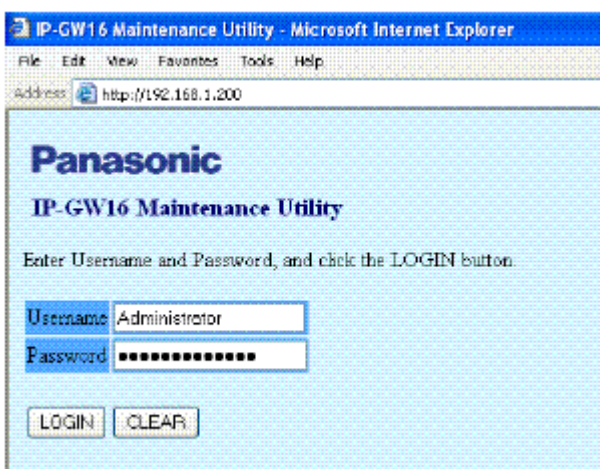 IP-GW16 Maintenance Utility - Microsoft Internet Explorer
File Edit View Favorites Tools Help
Address http://192.168.1.200
Panasonic
IP-GW16 Maintenance Utility
Enter Username and Password, and click the LOGIN button.
Username Administrator
Password ●●●●●●●●●●●●●
LOGIN CLEAR